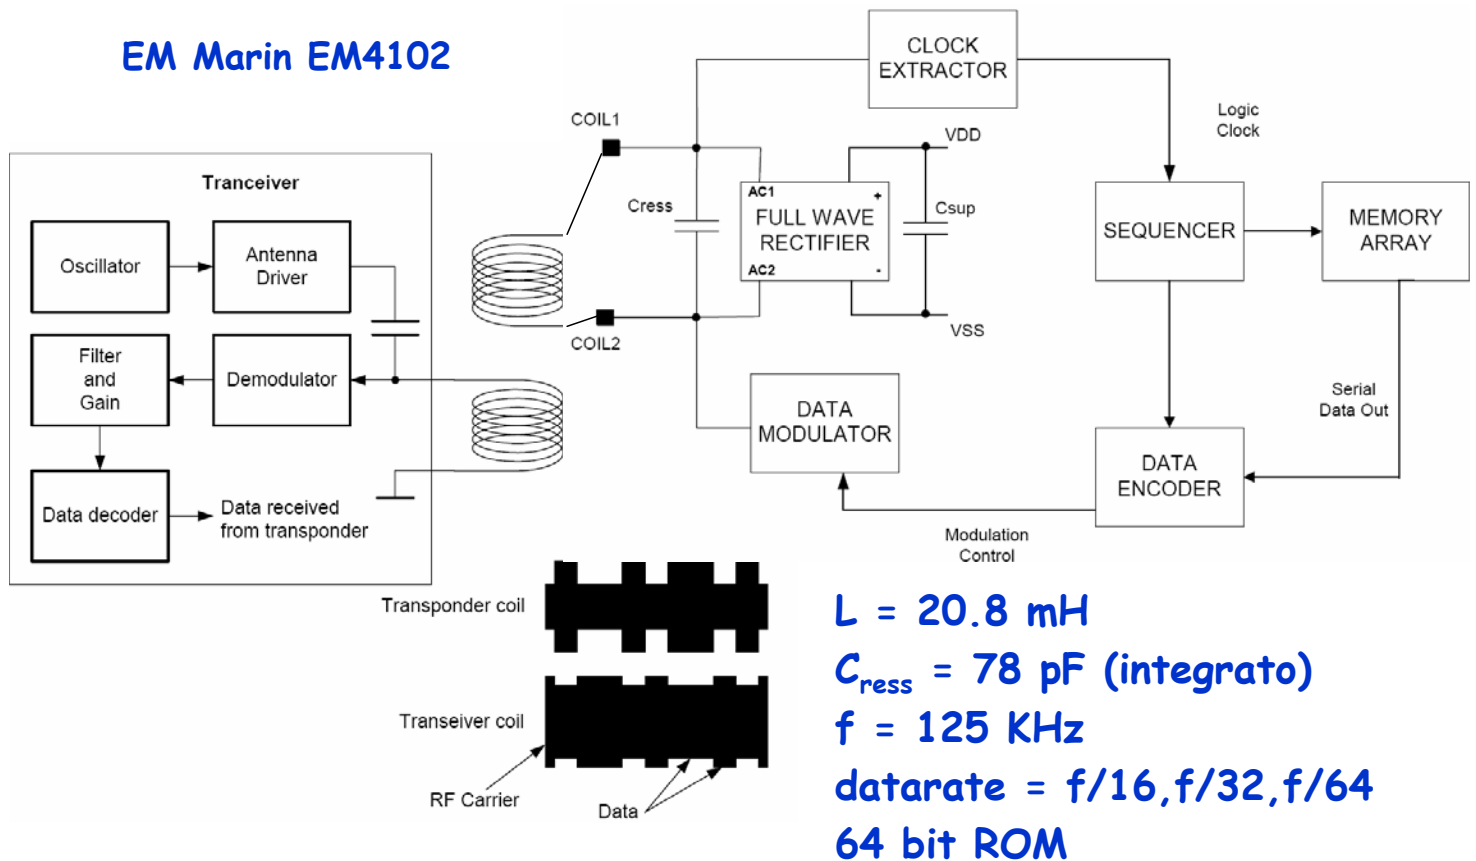 EM Marin EM4102
CLOCK
EXTRACTOR
Logic
Clock
COIL1
VDD
Tranceiver
AC1
+
Cress
FULL WAVE
RECTIFIER
Csup
SEQUENCER
MEMORY
ARRAY
Oscillator
Antenna
Driver
AC2
-
COIL2
VSS
Filter
and
Gain
Demodulator
DATA
MODULATOR
Serial
Data Out
DATA
ENCODER
Data decoder
Data received
from transponder
Modulation
Control
Transponder coil
Transeiver coil
RF Carrier
Data
L = 20.8 mH
Cress = 78 pF (integrato)
f = 125 KHz
datarate = f/16,f/32,f/64
64 bit ROM